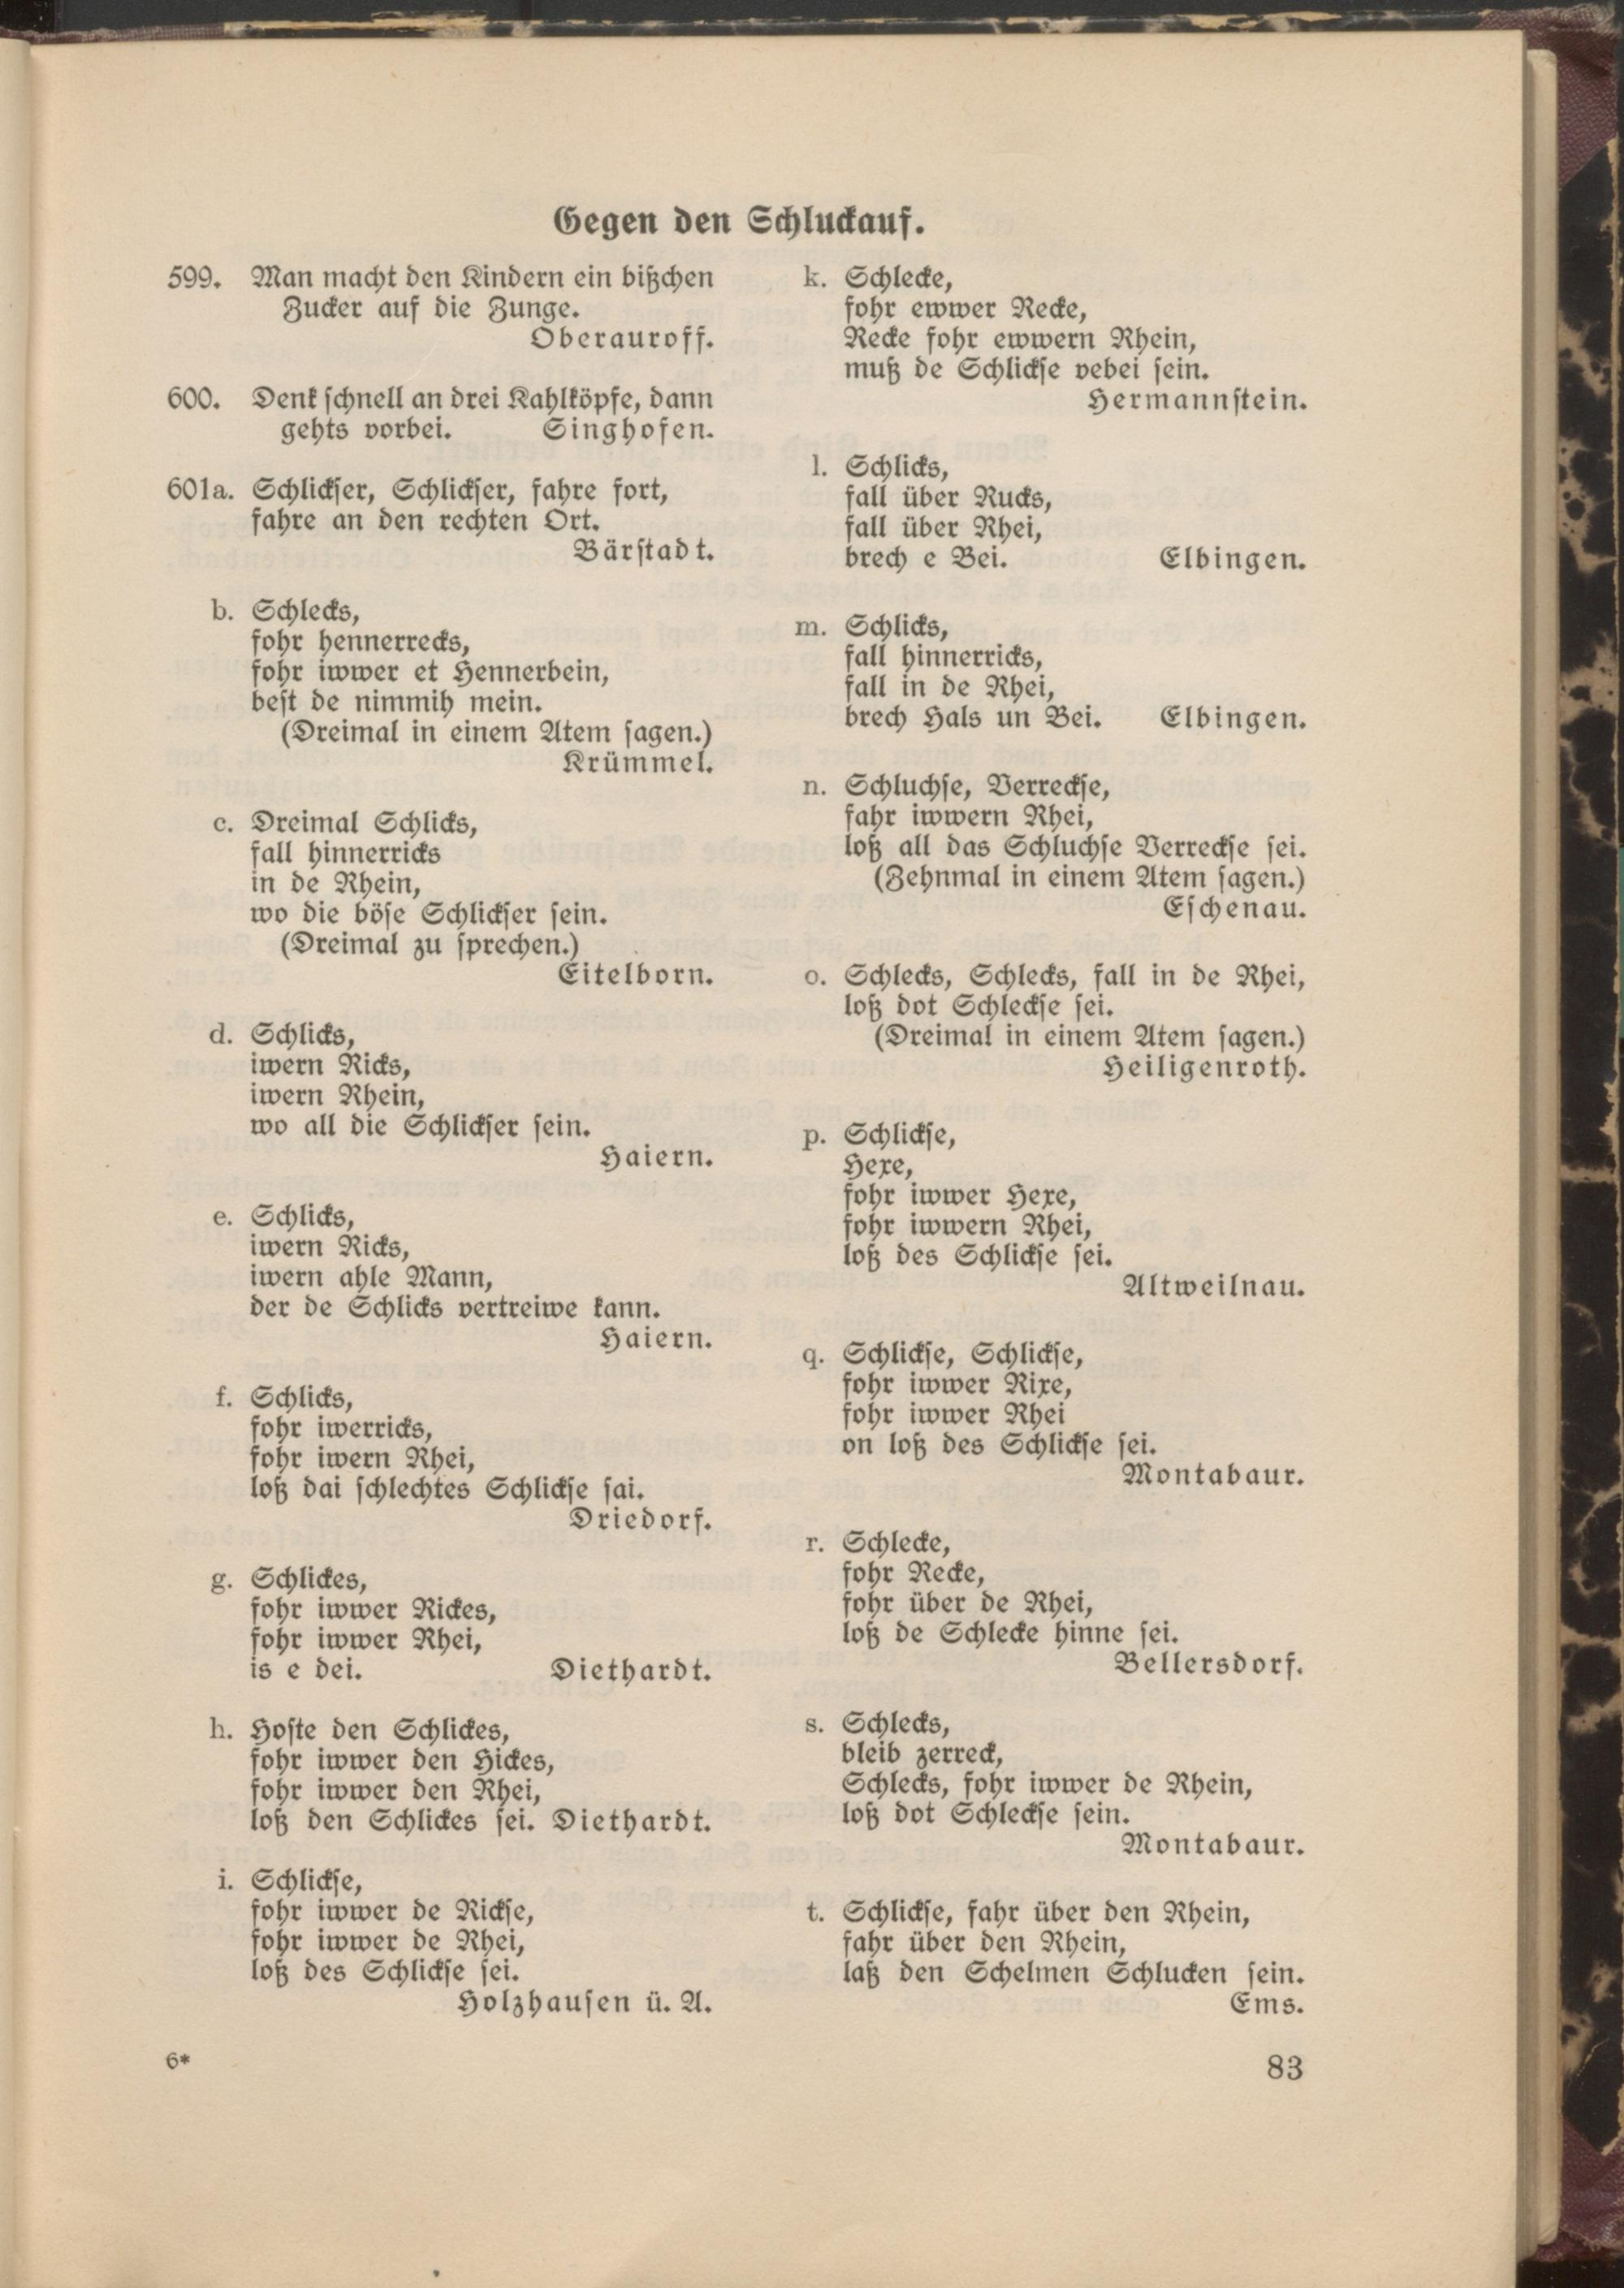 Gegen den Schluckauf.
599. Man macht den Kindern ein bißchen
Zucker auf die Zunge.
Oberauroff.
600. Denk schnell an drei Kahlköpfe, dann
gehts vorbei. Singhofen.
601a. Schlickser, Schlickser, fahre fort,
fahre an den rechten Ort.
Bärstadt.
b. Schlecks,
fohr hennerrecks,
fohr iwwer et Hennerbein,
best de nimmih mein.
(Dreimal in einem Atem sagen.)
Krümmel.
c. Dreimal Schlicks,
fall hinnerricks
in de Rhein,
wo die böse Schlickser sein.
(Dreimal zu sprechen.)
Eitelborn.
d. Schlicks,
iwern Ricks,
iwern Rhein,
wo all die Schlickser sein.
Haiern.
e. Schlicks,
iwern Ricks,
iwern ahle Mann,
der de Schlicks vertreiwe kann.
Haiern.
f. Schlicks,
fohr iwerricks,
fohr iwern Rhei,
loß dai schlechtes Schlickse sai.
Driedorf.
g. Schlickes,
fohr iwwer Rickes,
fohr iwwer Rhei,
is e dei. Diethardt.
h. Hoste den Schlickes,
fohr iwwer den Hickes,
fohr iwwer den Rhei,
loß den Schlickes sei. Diethardt.
i. Schlickse,
fohr iwwer de Rickse,
fohr iwwer de Rhei,
loß des Schlickse sei.
Holzhausen ü. A.
k. Schlecke,
fohr ewwer Recke,
Recke fohr ewwern Rhein,
muß de Schlickse vebei sein.
Hermannstein.
l. Schlicks,
fall über Rucks,
fall über Rhei,
brech e Bei. Elbingen.
m. Schlicks,
fall hinnerricks,
fall in de Rhei,
brech Hals un Bei. Elbingen.
n. Schluchse, Verreckse,
fahr iwwern Rhei,
loß all das Schluchse Verreckse sei.
(Zehnmal in einem Atem sagen.)
Eschenau.
o. Schlecks, Schlecks, fall in de Rhei,
loß dot Schleckse sei.
(Dreimal in einem Atem sagen.)
Heiligenroth.
p. Schlickse,
Hexe,
fohr iwwer Hexe,
fohr iwwern Rhei,
loß des Schlickse sei.
Altweilnau.
q. Schlickse, Schlickse,
fohr iwwer Rixe,
fohr iwwer Rhei
on loß des Schlickse sei.
Montabaur.
r. Schlecke,
fohr Recke,
fohr über de Rhei,
loß de Schlecke hinne sei.
Bellersdorf.
s. Schlecks,
bleib zerreck,
Schlecks, fohr iwwer de Rhein,
loß dot Schleckse sein.
Montabaur.
t. Schlickse, fahr über den Rhein,
fahr über den Rhein,
laß den Schelmen Schlucken sein.
Ems.
6*
83